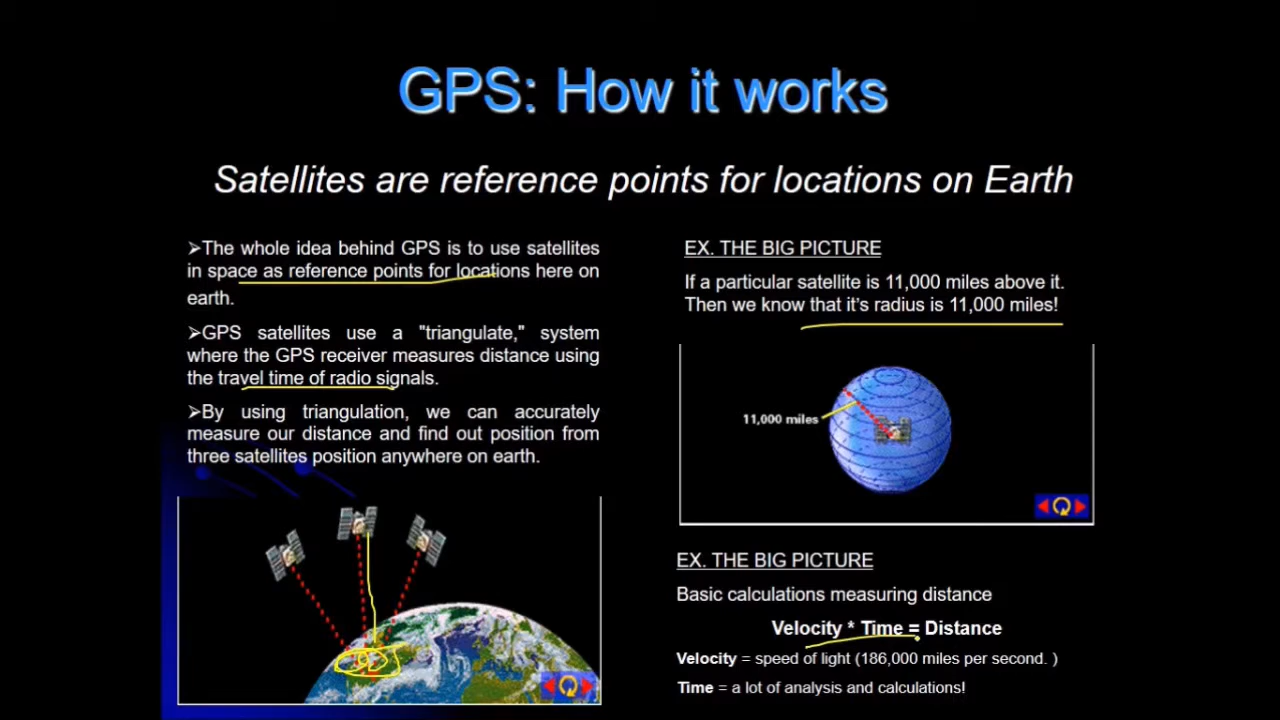 GPS: How it works
Satellites are reference points for locations on Earth
➢The whole idea behind GPS is to use satellites
in space as reference points for locations here on
earth.
➢GPS satellites use a "triangulate," system
where the GPS receiver measures distance using
the travel time of radio signals.
➢By using triangulation, we can accurately
measure our distance and find out position from
three satellites position anywhere on earth.
EX. THE BIG PICTURE
If a particular satellite is 11,000 miles above it.
Then we know that it's radius is 11,000 miles!
11,000 miles
EX. THE BIG PICTURE
Basic calculations measuring distance
Velocity * Time = Distance
Velocity = speed of light (186,000 miles per second. )
Time = a lot of analysis and calculations!